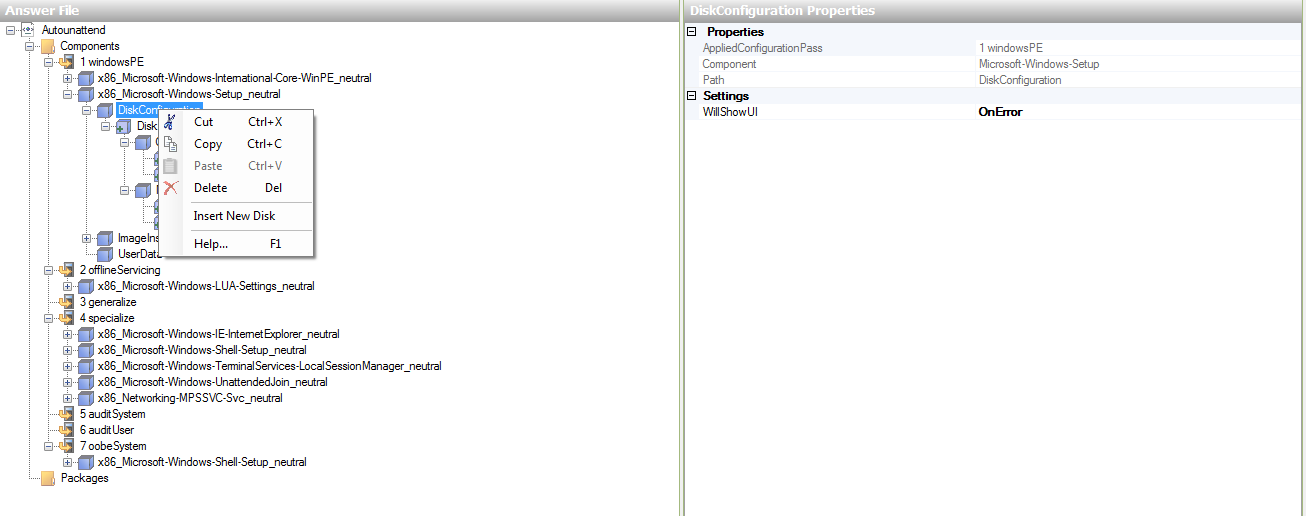 Answer File
Autounattend
Components
1 windowsPE
x86_Microsoft-Windows-International-Core-WinPE_neutral
x86_Microsoft-Windows-Setup_neutral
DiskConfiguration
Disk
ImageIns
UserData
2 offlineServicing
x86_Microsoft-Windows-LUA-Settings_neutral
3 generalize
4 specialize
x86_Microsoft-Windows-IE-InternetExplorer_neutral
x86_Microsoft-Windows-Shell-Setup_neutral
x86_Microsoft-Windows-TerminalServices-LocalSessionManager_neutral
x86_Microsoft-Windows-UnattendedJoin_neutral
x86_Networking-MPSSVC-Svc_neutral
5 auditSystem
6 auditUser
7 oobeSystem
x86_Microsoft-Windows-Shell-Setup_neutral
Packages
Cut Ctrl+X
Copy Ctrl+C
Paste Ctrl+V
Delete Del
Insert New Disk
Help... F1
DiskConfiguration Properties
Properties
AppliedConfigurationPass 1 windowsPE
Component Microsoft-Windows-Setup
Path DiskConfiguration
Settings
WillShowUI OnError